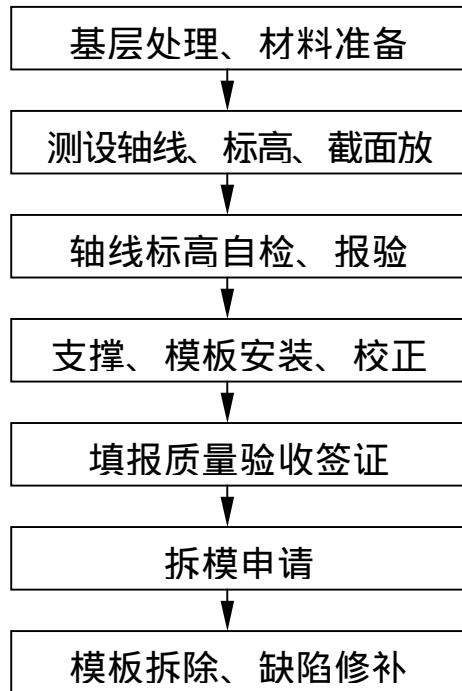 基层处理、材料准备
测设轴线、标高、截面放
轴线标高自检、报验
支撑、模板安装、校正
填报质量验收签证
拆模申请
模板拆除、缺陷修补